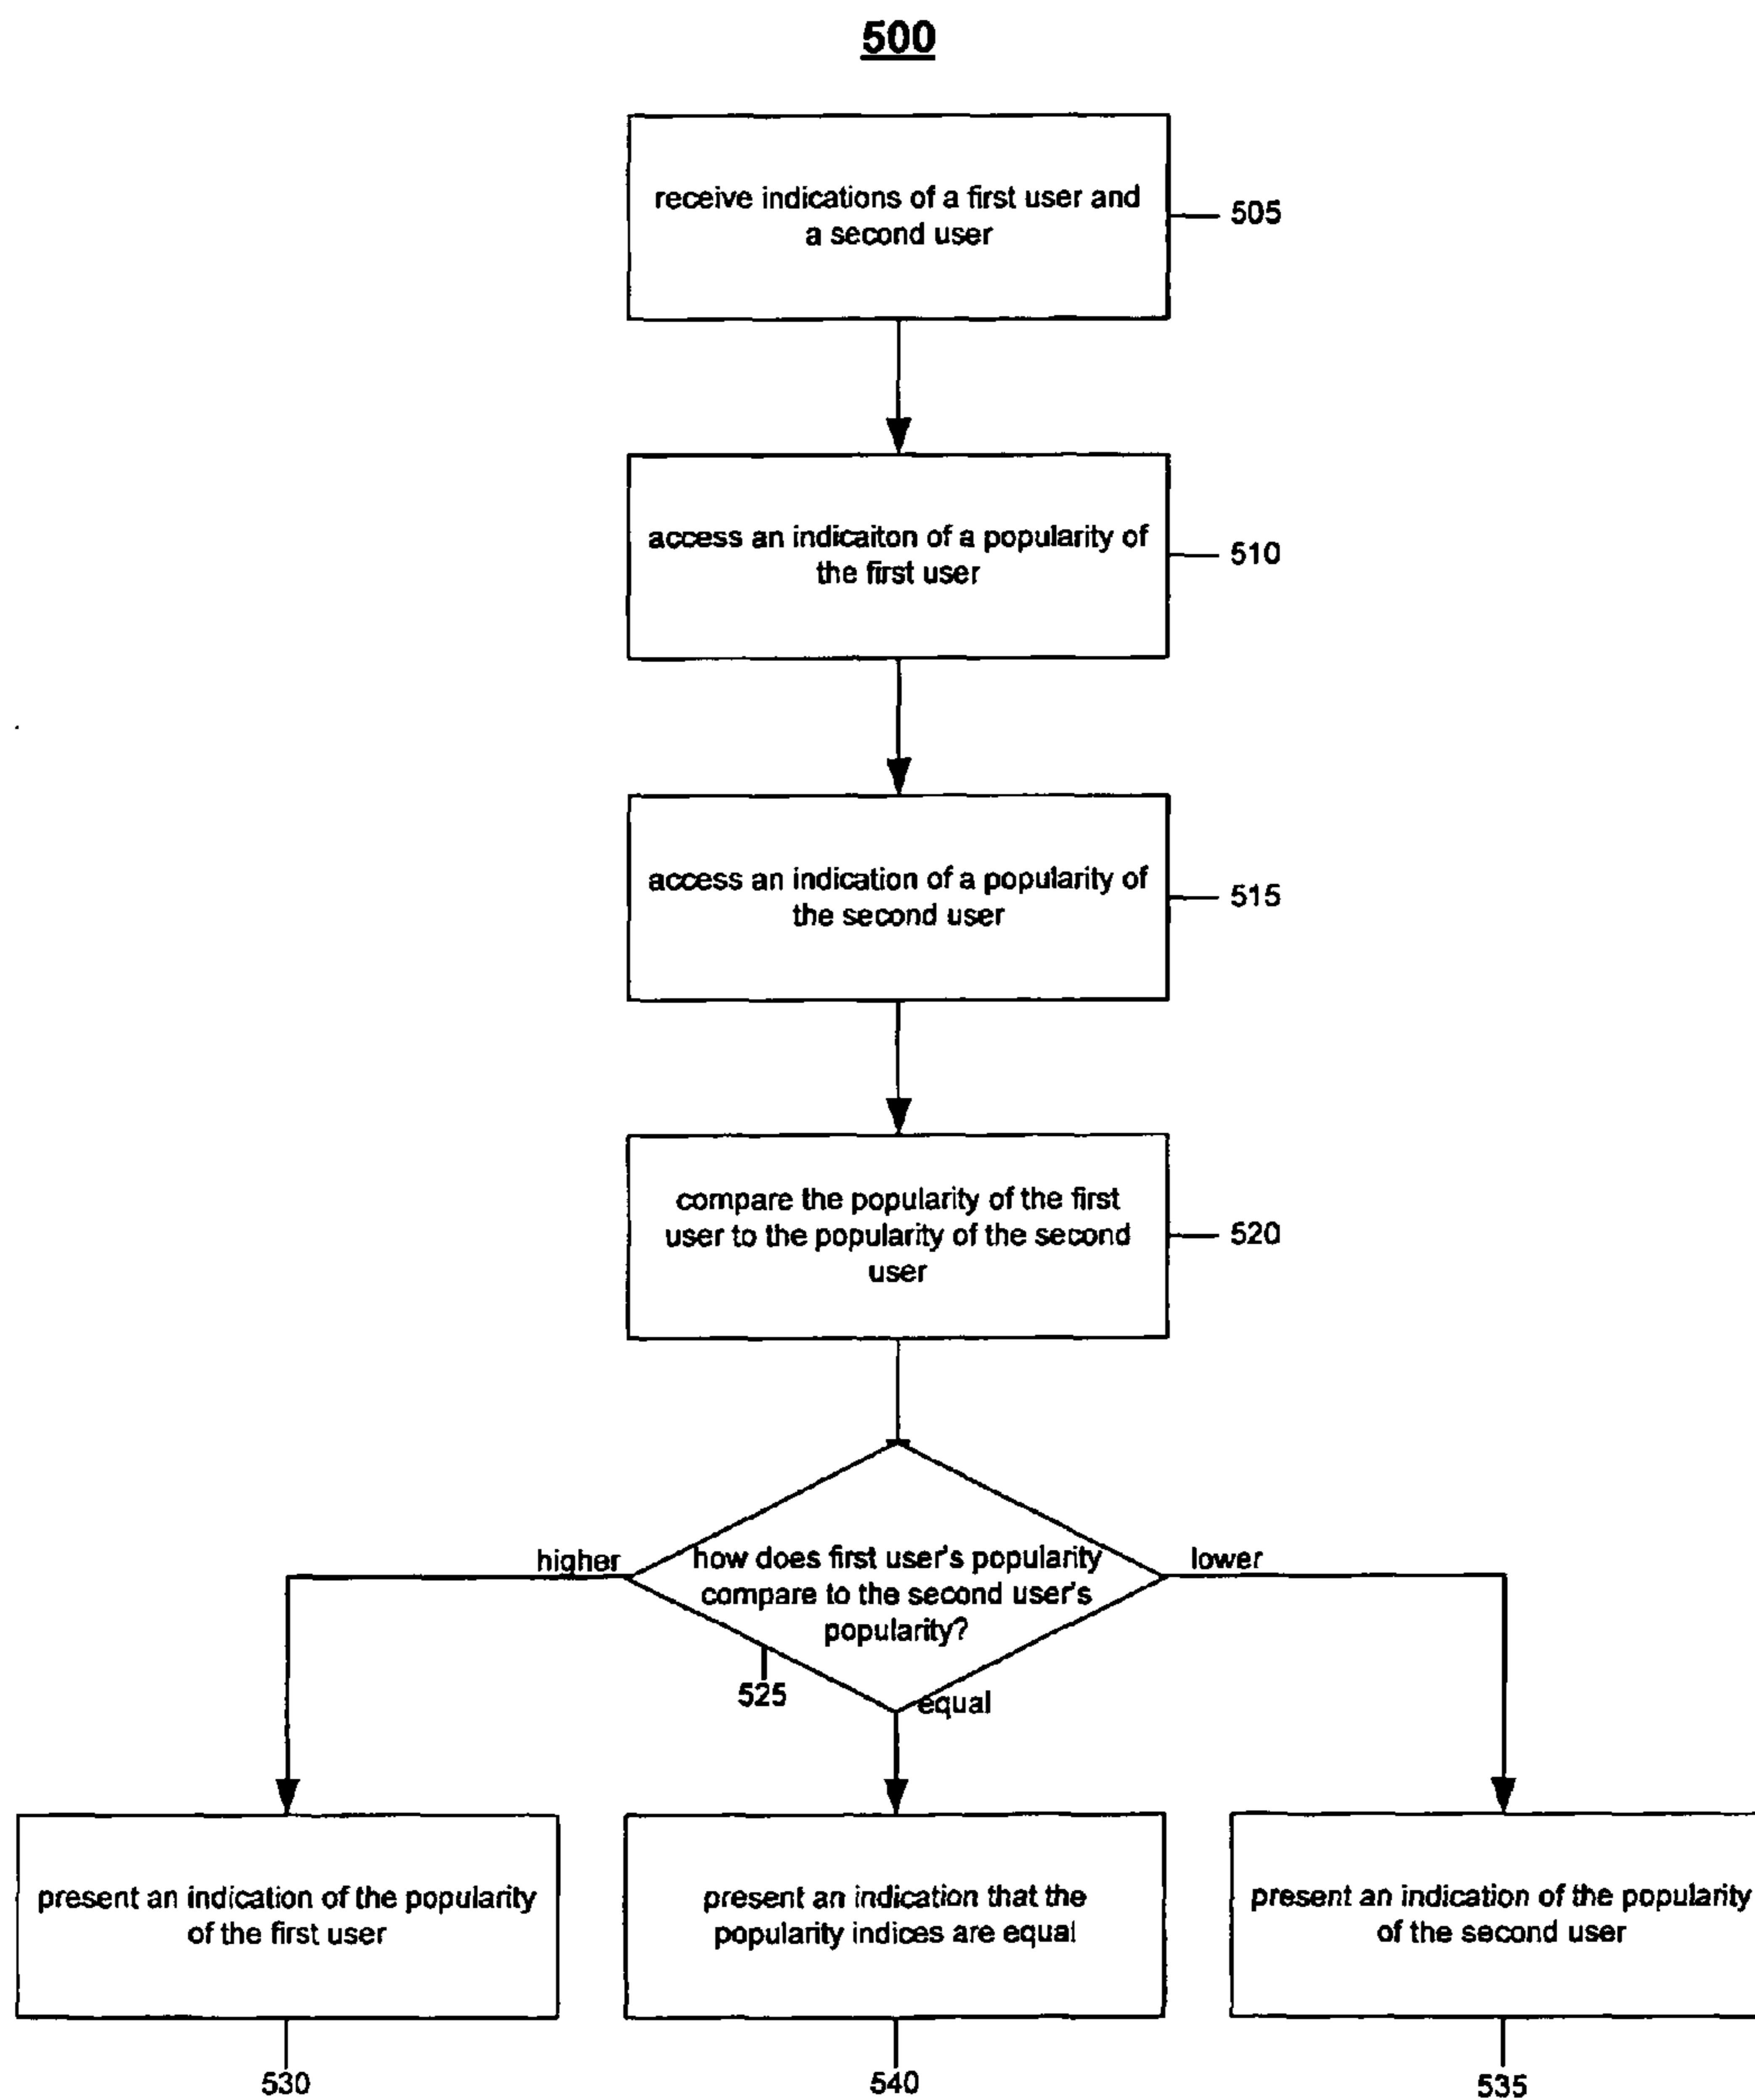 500
receive indications of a first user and
a second user
505
access an indicaiton of a popularity of
the first user
510
access an indication of a popularity of
the second user
515
compare the popularity of the first
user to the popularity of the second
user
520
higher
how does first user's popularity
compare to the second user's
popularity?
lower
525
equal
present an indication of the popularity
of the first user
present an indication that the
popularity indices are equal
present an indication of the popularity
of the second user
530
540
535